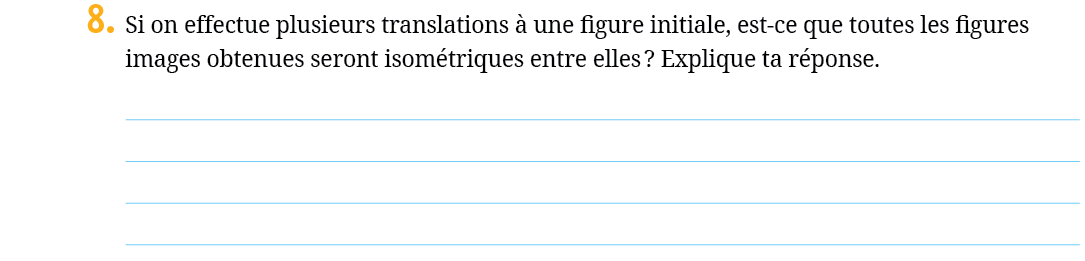 8. Si on effectue plusieurs translations à une figure initiale, est-ce que toutes les figures
images obtenues seront isométriques entre elles ? Explique ta réponse.